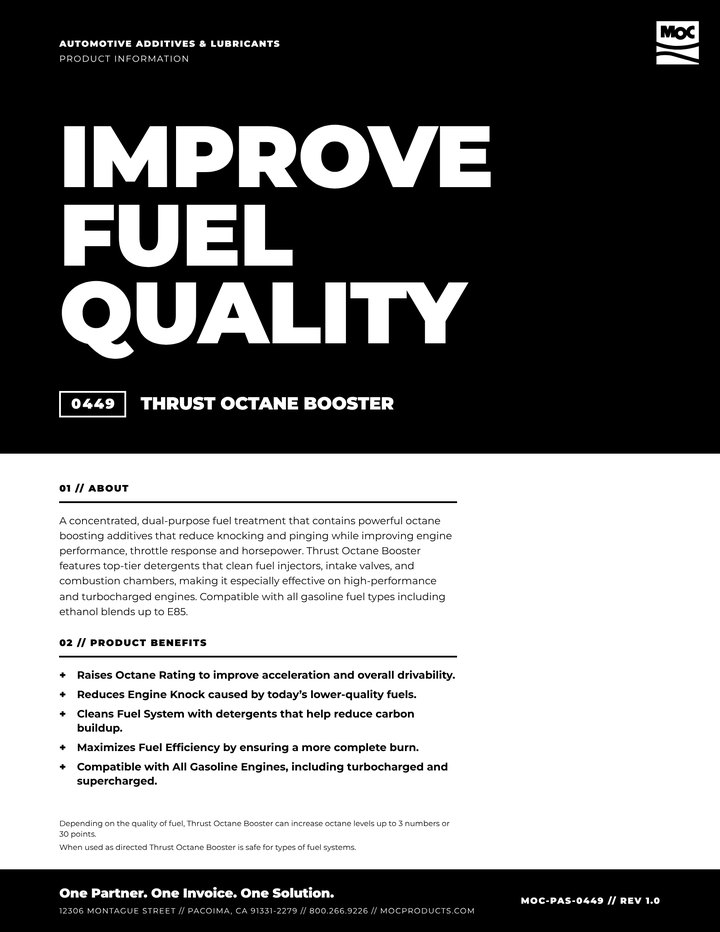 AUTOMOTIVE ADDITIVES & LUBRICANTS
PRODUCT INFORMATION
MOC
IMPROVE
FUEL
QUALITY
0449 THRUST OCTANE BOOSTER
01 // ABOUT
A concentrated, dual-purpose fuel treatment that contains powerful octane
boosting additives that reduce knocking and pinging while improving engine
performance, throttle response and horsepower. Thrust Octane Booster
features top-tier detergents that clean fuel injectors, intake valves, and
combustion chambers, making it especially effective on high-performance
and turbocharged engines. Compatible with all gasoline fuel types including
ethanol blends up to E85.
02 // PRODUCT BENEFITS
+ Raises Octane Rating to improve acceleration and overall drivability.
+ Reduces Engine Knock caused by today’s lower-quality fuels.
+ Cleans Fuel System with detergents that help reduce carbon
buildup.
+ Maximizes Fuel Efficiency by ensuring a more complete burn.
+ Compatible with All Gasoline Engines, including turbocharged and
supercharged.
Depending on the quality of fuel, Thrust Octane Booster can increase octane levels up to 3 numbers or
30 points.
When used as directed Thrust Octane Booster is safe for types of fuel systems.
One Partner. One Invoice. One Solution.
12306 MONTAGUE STREET // PACOIMA, CA 91331-2279 // 800.266.9226 // MOCPRODUCTS.COM
MOC-PAS-0449 // REV 1.0